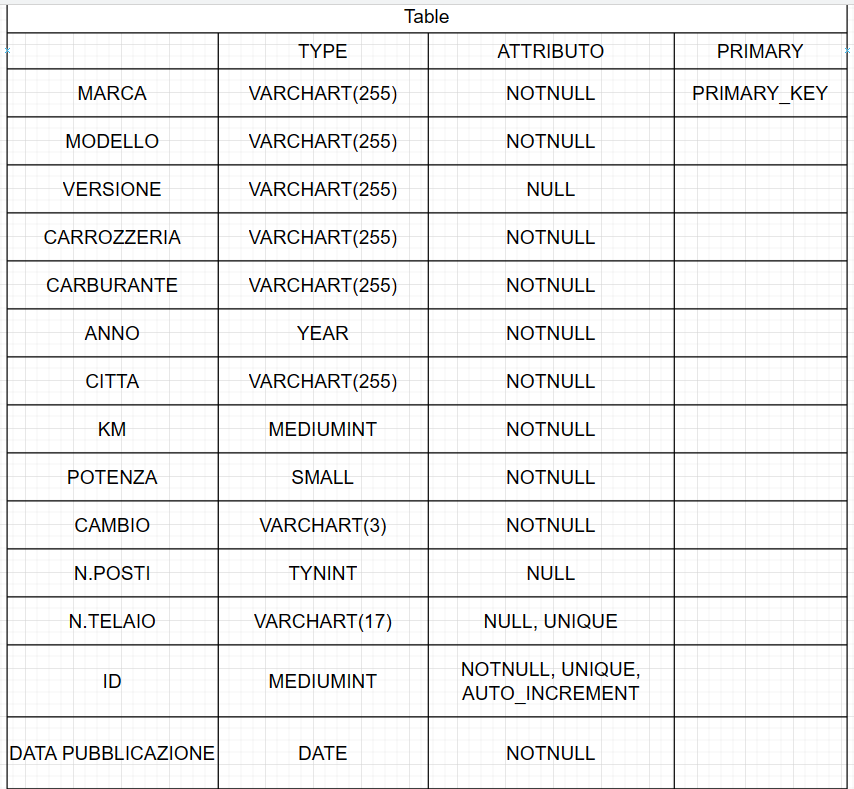 Table
TYPE ATTRIBUTO PRIMARY
MARCA VARCHART(255) NOTNULL PRIMARY_KEY
MODELLO VARCHART(255) NOTNULL
VERSIONE VARCHART(255) NULL
CARROZZERIA VARCHART(255) NOTNULL
CARBURANTE VARCHART(255) NOTNULL
ANNO YEAR NOTNULL
CITTA VARCHART(255) NOTNULL
KM MEDIUMINT NOTNULL
POTENZA SMALL NOTNULL
CAMBIO VARCHART(3) NOTNULL
N.POSTI TYNINT NULL
N.TELAIO VARCHART(17) NULL, UNIQUE
ID MEDIUMINT NOTNULL, UNIQUE,
AUTO_INCREMENT
DATA PUBBLICAZIONE DATE NOTNULL